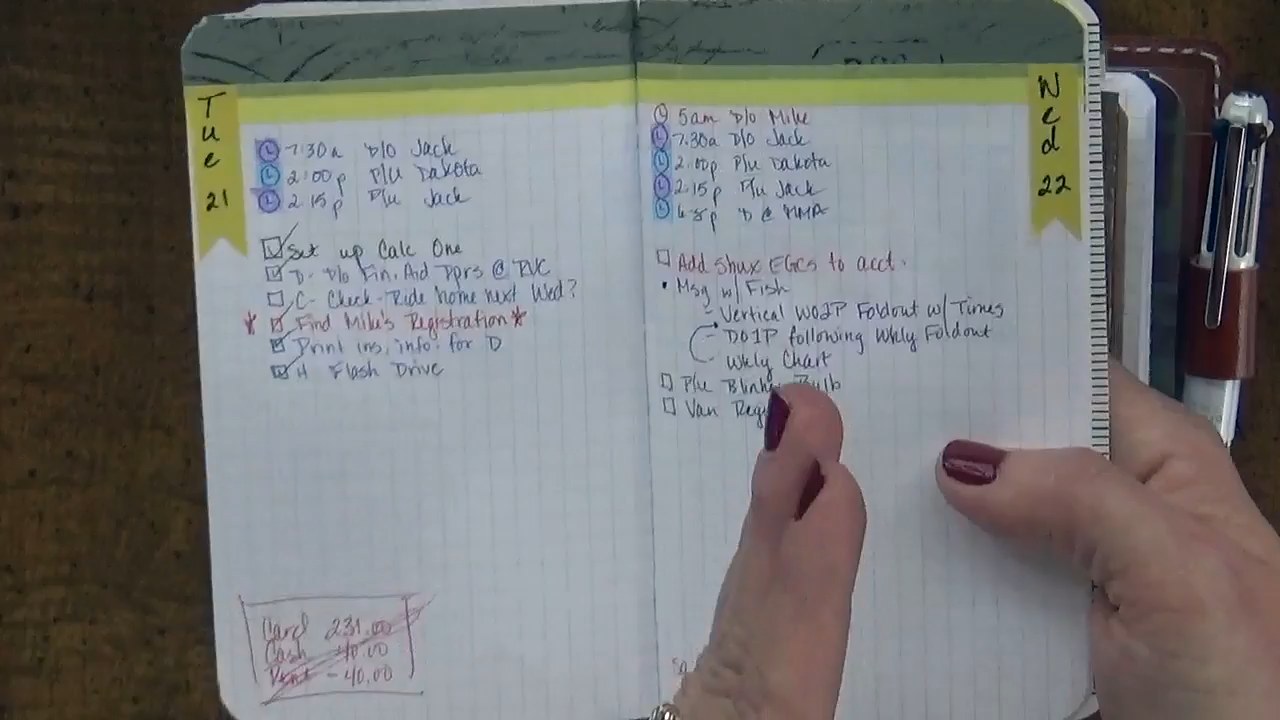 Tue
21
7:30a D/O Jack
2:00p P/U Dakota
2:15p P/u Jack
Set up Calc One
D- D/o Fin. Aid Pprs @ RVC
C- Check-Ride home next Wed?
* Find Mike's Registration *
Print ins. info. for D
H Flash Drive
Card 231.00
Cash 40.00
-40.00
Wed
22
5am D/o Mike
7:30a D/o Jack
2:00p P/u Dakota
2:15p P/u Jack
D @ MMA
Add Shux EGCs to acct.
Msg w/ Fish
- Vertical WO2P Foldout w/ Times
- DO1P following Wkly Foldout
Wkly Chart
P/u Blinker Bulb
Van